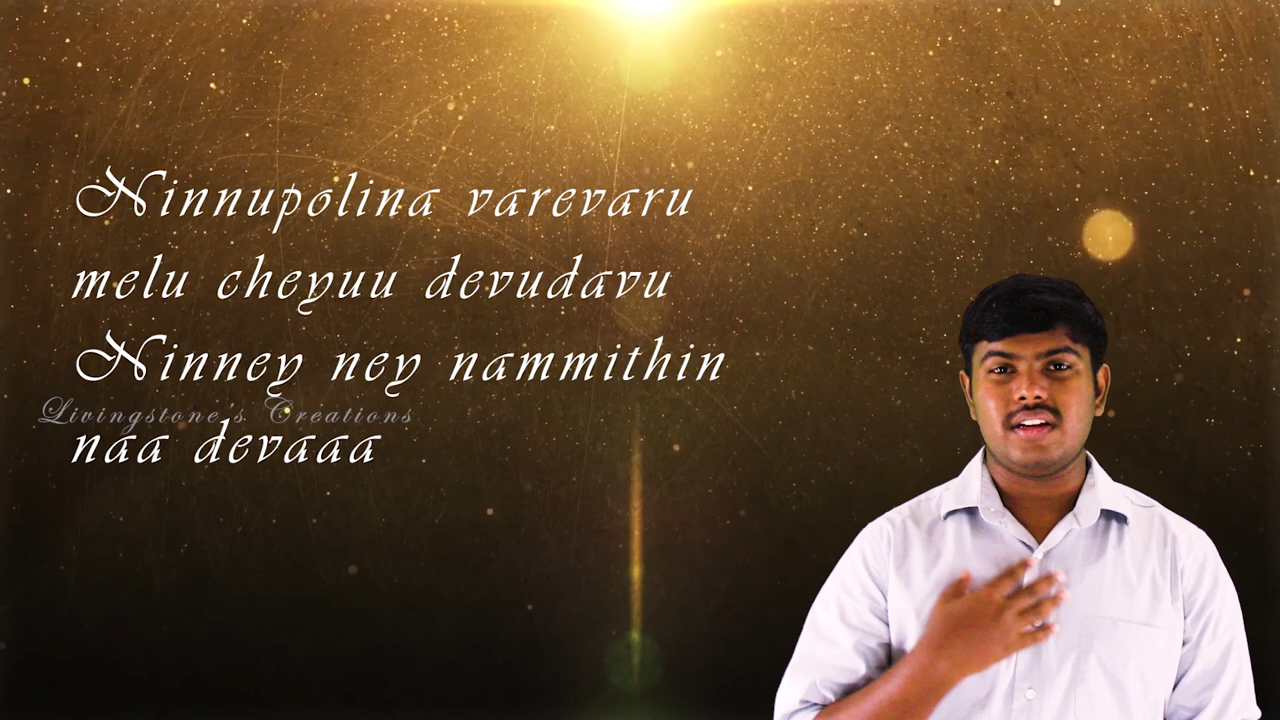 Ninnupolina varevaru
melu cheyuu devudavu
Ninney ney nammithin
Livingstone's Creations
naa devaaa